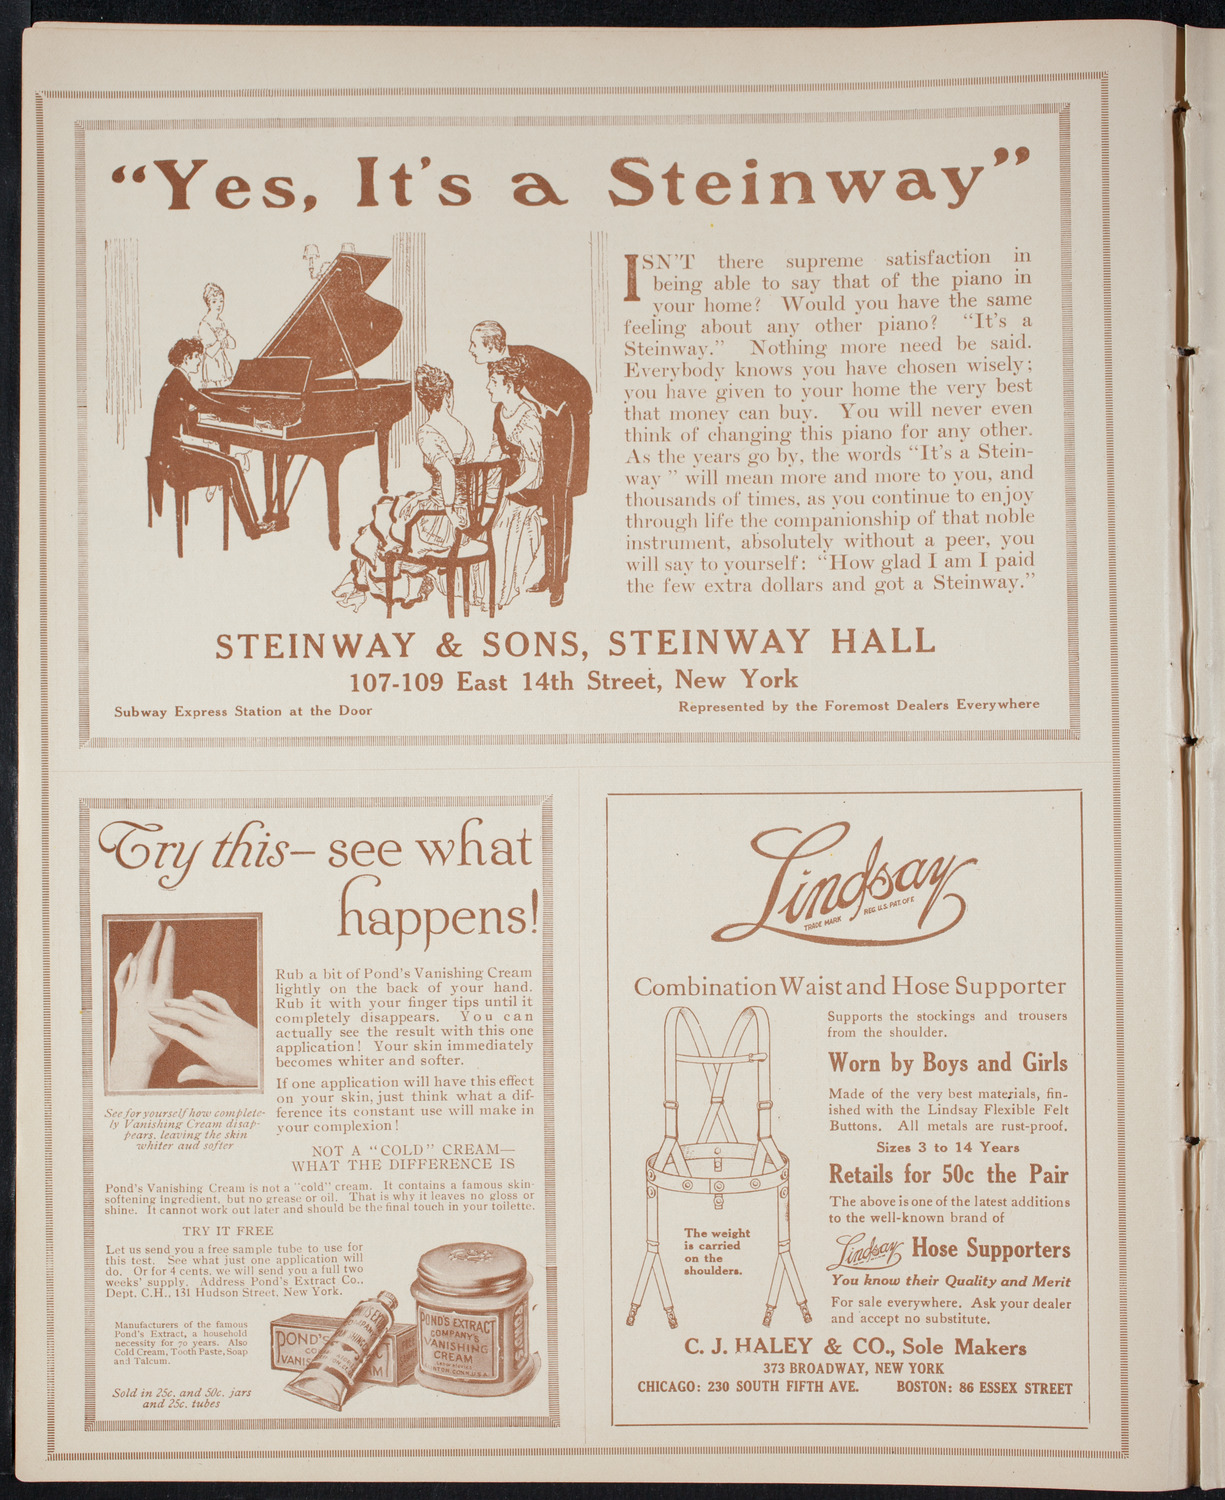 "Yes, It's a Steinway"
ISN'T there supreme satisfaction in
being able to say that of the piano in
your home? Would you have the same
feeling about any other piano? "It's a
Steinway." Nothing more need be said.
Everybody knows you have chosen wisely;
you have given to your home the very best
that money can buy. You will never even
think of changing this piano for any other.
As the years go by, the words "It's a Stein-
way" will mean more and more to you, and
thousands of times, as you continue to enjoy
through life the companionship of that noble
instrument, absolutely without a peer, you
will say to yourself: "How glad I am I paid
the few extra dollars and got a Steinway."
STEINWAY & SONS, STEINWAY HALL
107-109 East 14th Street, New York
Subway Express Station at the Door
Represented by the Foremost Dealers Everywhere
Try this—see what
happens!
Rub a bit of Pond's Vanishing Cream
lightly on the back of your hand.
Rub it with your finger tips until it
completely disappears. You can
actually see the result with this one
application! Your skin immediately
becomes whiter and softer.
If one application will have this effect
on your skin, just think what a dif-
ference its constant use will make in
your complexion!
See for yourself how complete-
ly Vanishing Cream disap-
pears, leaving the skin
whiter and softer
NOT A "COLD" CREAM—
WHAT THE DIFFERENCE IS
Pond's Vanishing Cream is not a "cold" cream. It contains a famous skin-
softening ingredient, but no grease or oil. That is why it leaves no gloss or
shine. It cannot work out later and should be the final touch in your toilette.
TRY IT FREE
Let us send you a free sample tube to use for
this test. See what just one application will
do. Or for 4 cents, we will send you a full two
weeks' supply. Address Pond's Extract Co.,
Dept. C.H., 131 Hudson Street, New York.
Manufacturers of the famous
Pond's Extract, a household
necessity for 70 years. Also
Cold Cream, Tooth Paste, Soap
and Talcum.
Sold in 25c. and 50c. jars
and 25c. tubes
POND'S
VANIS
POND'S EXTRACT
COMPANY'S
VANISHING
CREAM
Lindsay
TRADE MARK REG. U.S. PAT. OFF.
Combination Waist and Hose Supporter
Supports the stockings and trousers
from the shoulder.
Worn by Boys and Girls
Made of the very best materials, fin-
ished with the Lindsay Flexible Felt
Buttons. All metals are rust-proof.
Sizes 3 to 14 Years
Retails for 50c the Pair
The above is one of the latest additions
to the well-known brand of
Lindsay Hose Supporters
You know their Quality and Merit
For sale everywhere. Ask your dealer
and accept no substitute.
The weight
is carried
on the
shoulders.
C. J. HALEY & CO., Sole Makers
373 BROADWAY, NEW YORK
CHICAGO: 230 SOUTH FIFTH AVE. BOSTON: 86 ESSEX STREET